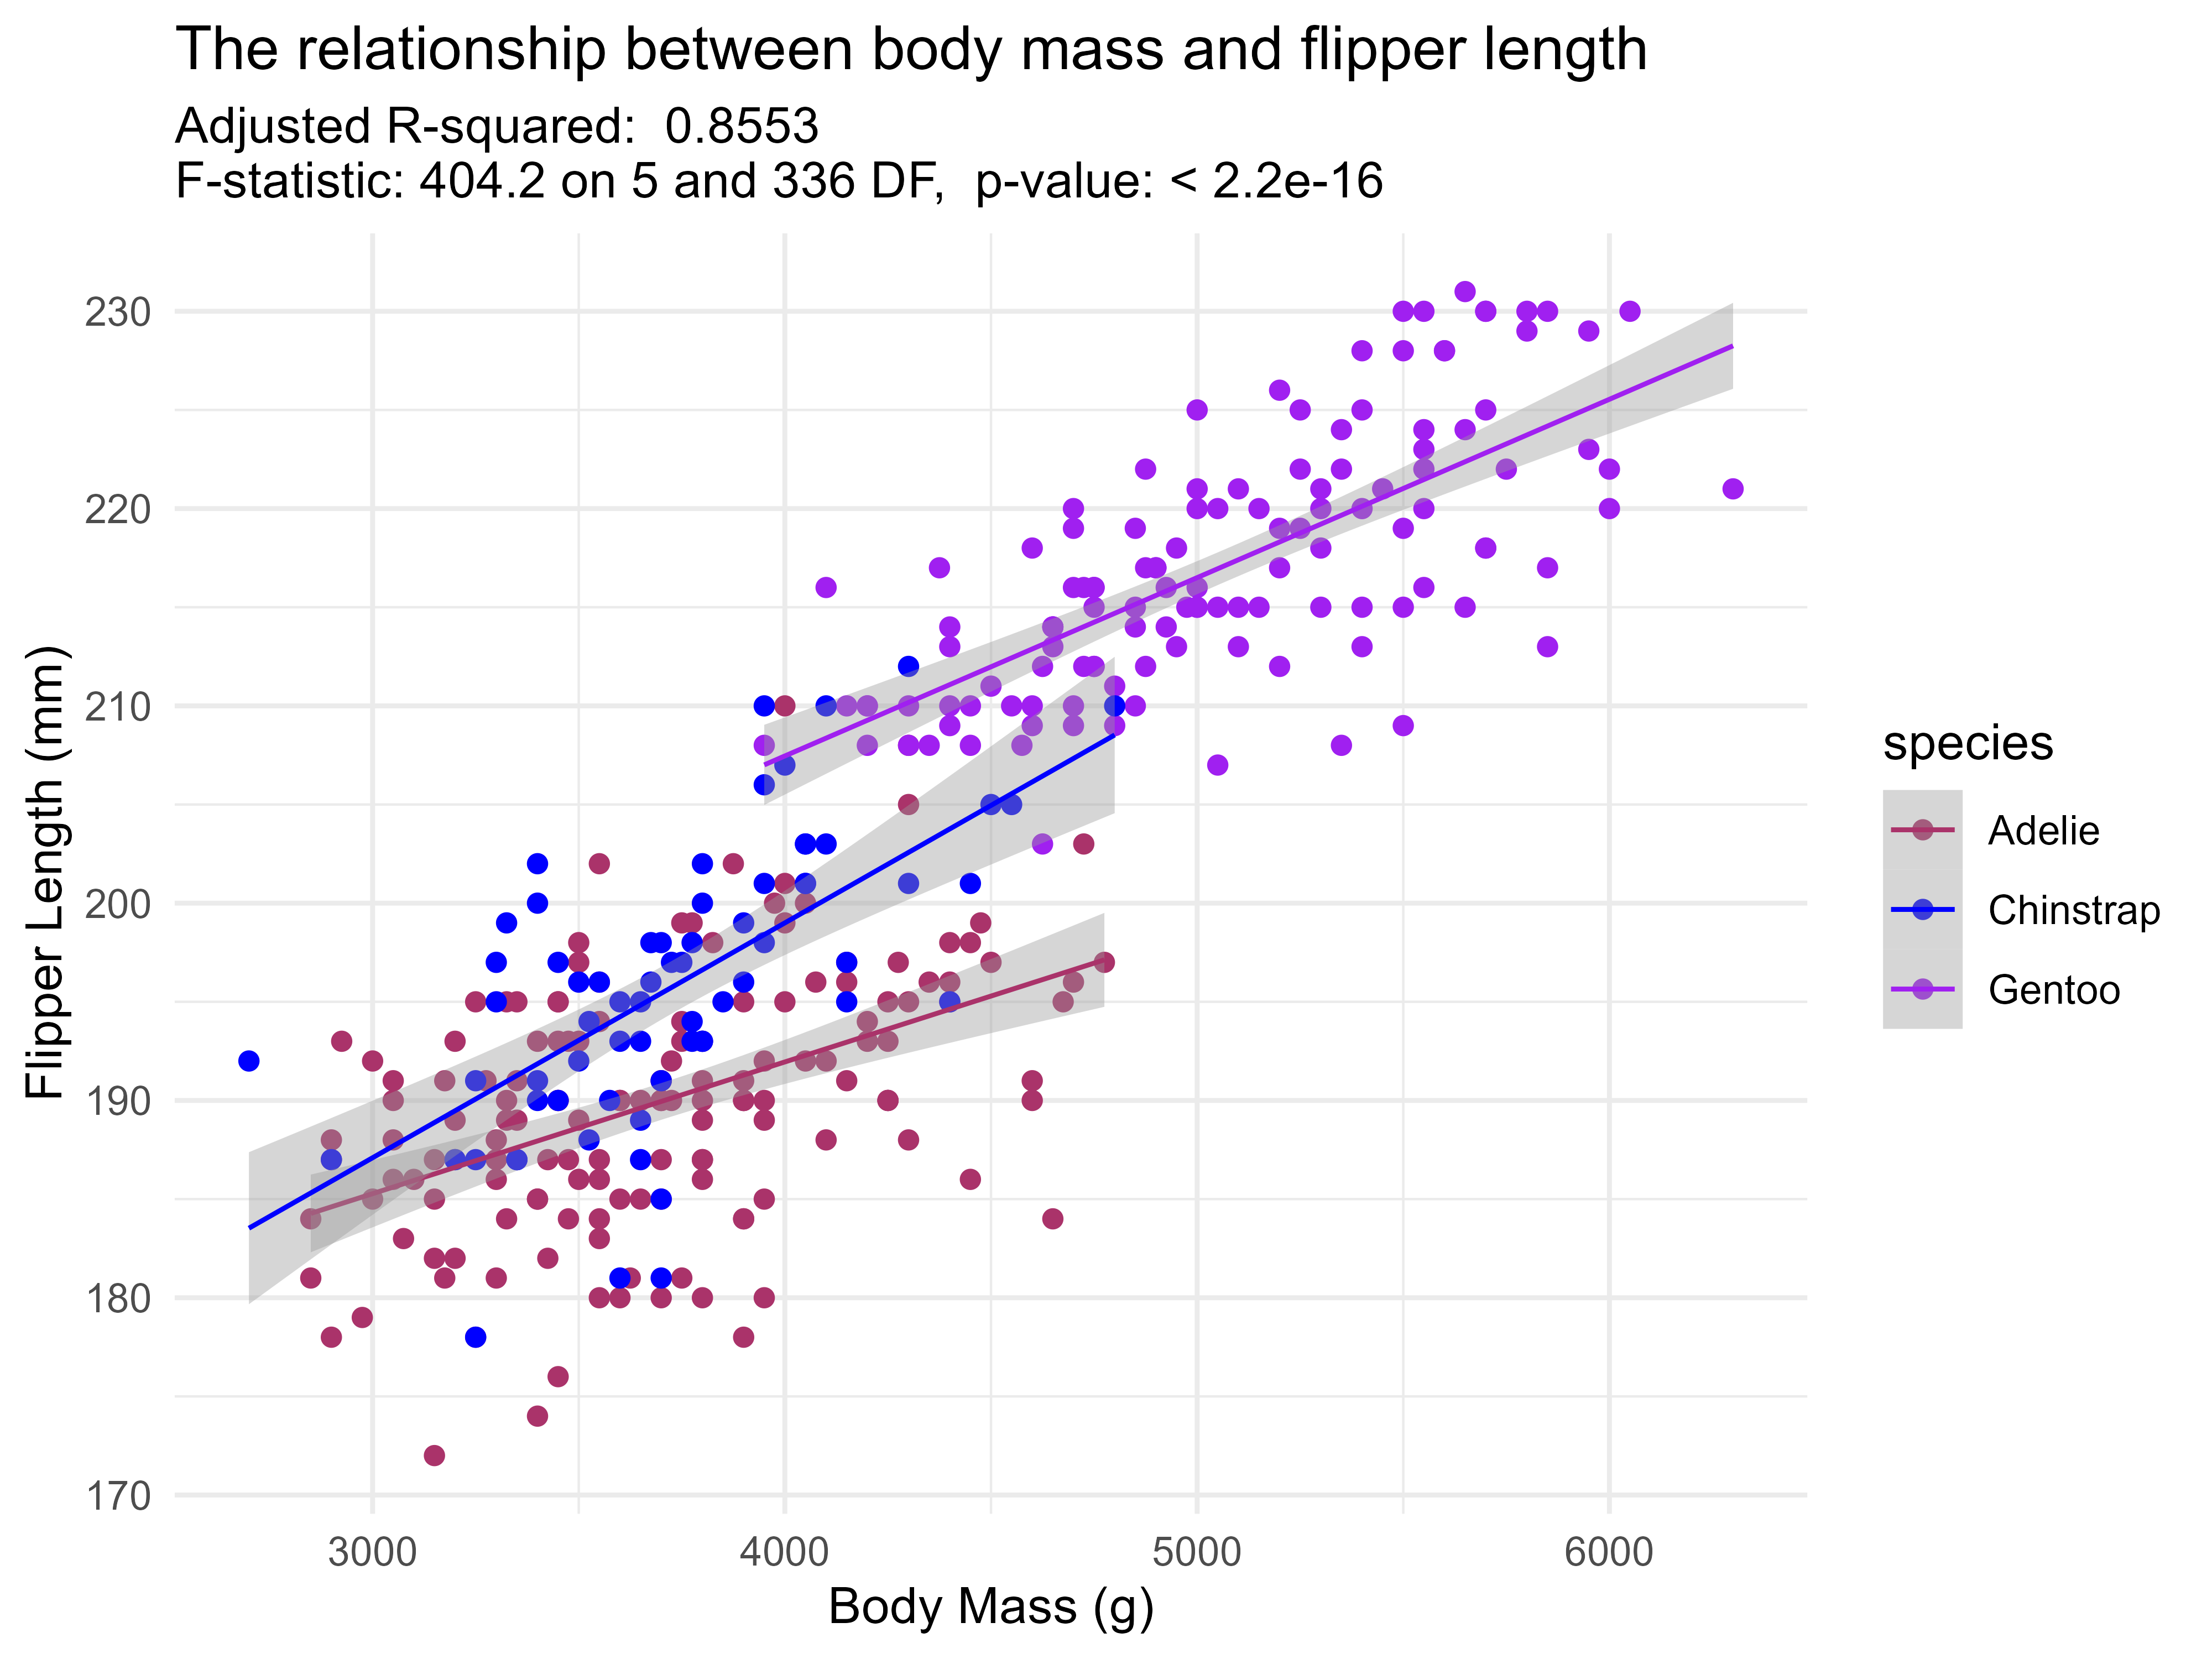 The relationship between body mass and flipper length
Adjusted R-squared:  0.8553
F-statistic: 404.2 on 5 and 336 DF,  p-value: < 2.2e-16
Flipper Length (mm)
230
220
210
200
190
180
170
3000 4000 5000 6000
Body Mass (g)
species
Adelie
Chinstrap
Gentoo